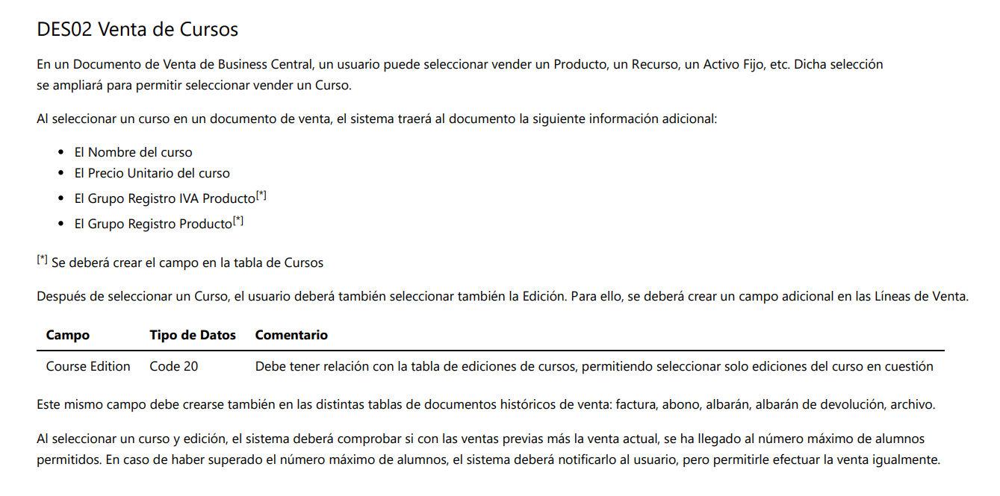 DES02 Venta de Cursos
En un Documento de Venta de Business Central, un usuario puede seleccionar vender un Producto, un Recurso, un Activo Fijo, etc. Dicha selección
se ampliará para permitir seleccionar vender un Curso.
Al seleccionar un curso en un documento de venta, el sistema traerá al documento la siguiente información adicional:
• El Nombre del curso
• El Precio Unitario del curso
• El Grupo Registro IVA Producto[*]
• El Grupo Registro Producto[*]
[*] Se deberá crear el campo en la tabla de Cursos
Después de seleccionar un Curso, el usuario deberá también seleccionar también la Edición. Para ello, se deberá crear un campo adicional en las Líneas de Venta.
Campo Tipo de Datos Comentario
Course Edition Code 20 Debe tener relación con la tabla de ediciones de cursos, permitiendo seleccionar solo ediciones del curso en cuestión
Este mismo campo debe crearse también en las distintas tablas de documentos históricos de venta: factura, abono, albarán, albarán de devolución, archivo.
Al seleccionar un curso y edición, el sistema deberá comprobar si con las ventas previas más la venta actual, se ha llegado al número máximo de alumnos
permitidos. En caso de haber superado el número máximo de alumnos, el sistema deberá notificarlo al usuario, pero permitirle efectuar la venta igualmente.